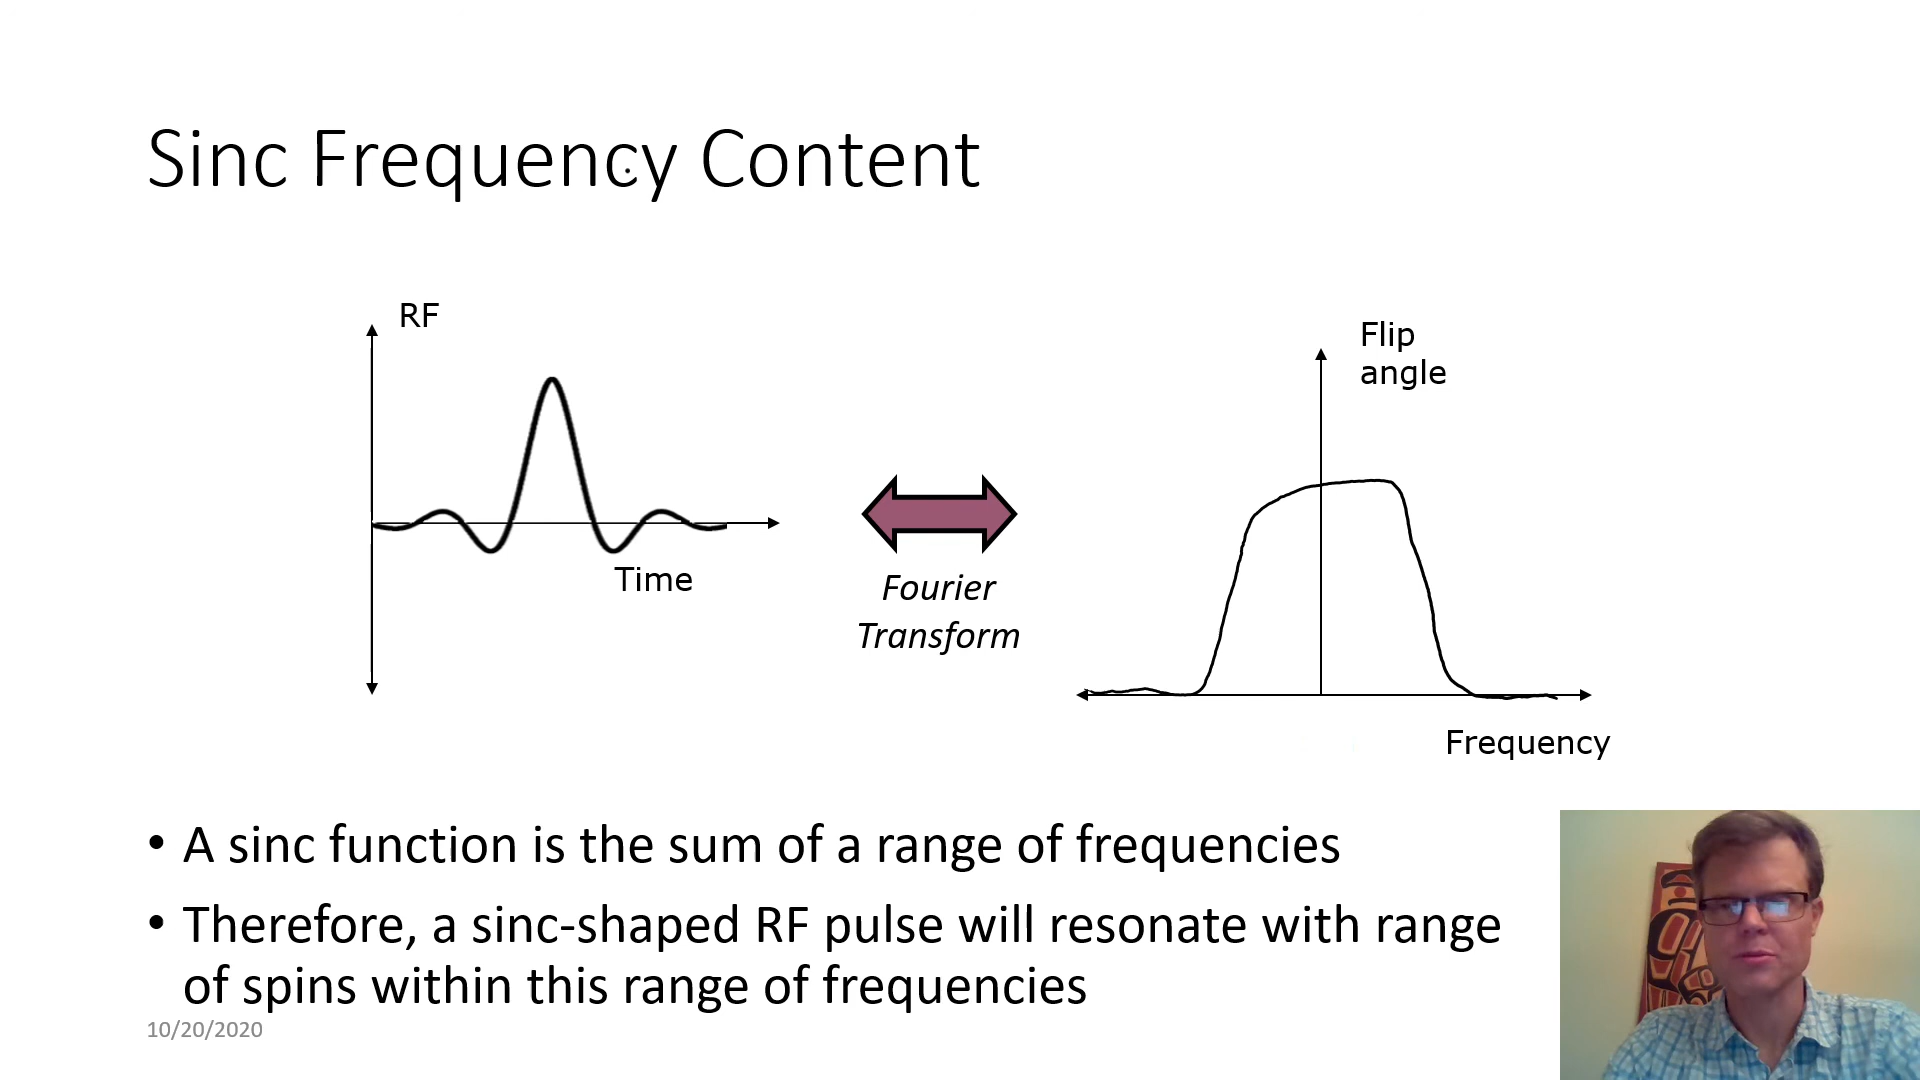 Sinc Frequency Content
RF
Flip
angle
Time
Fourier
Transform
Frequency
• A sinc function is the sum of a range of frequencies
• Therefore, a sinc-shaped RF pulse will resonate with range
of spins within this range of frequencies
10/20/2020